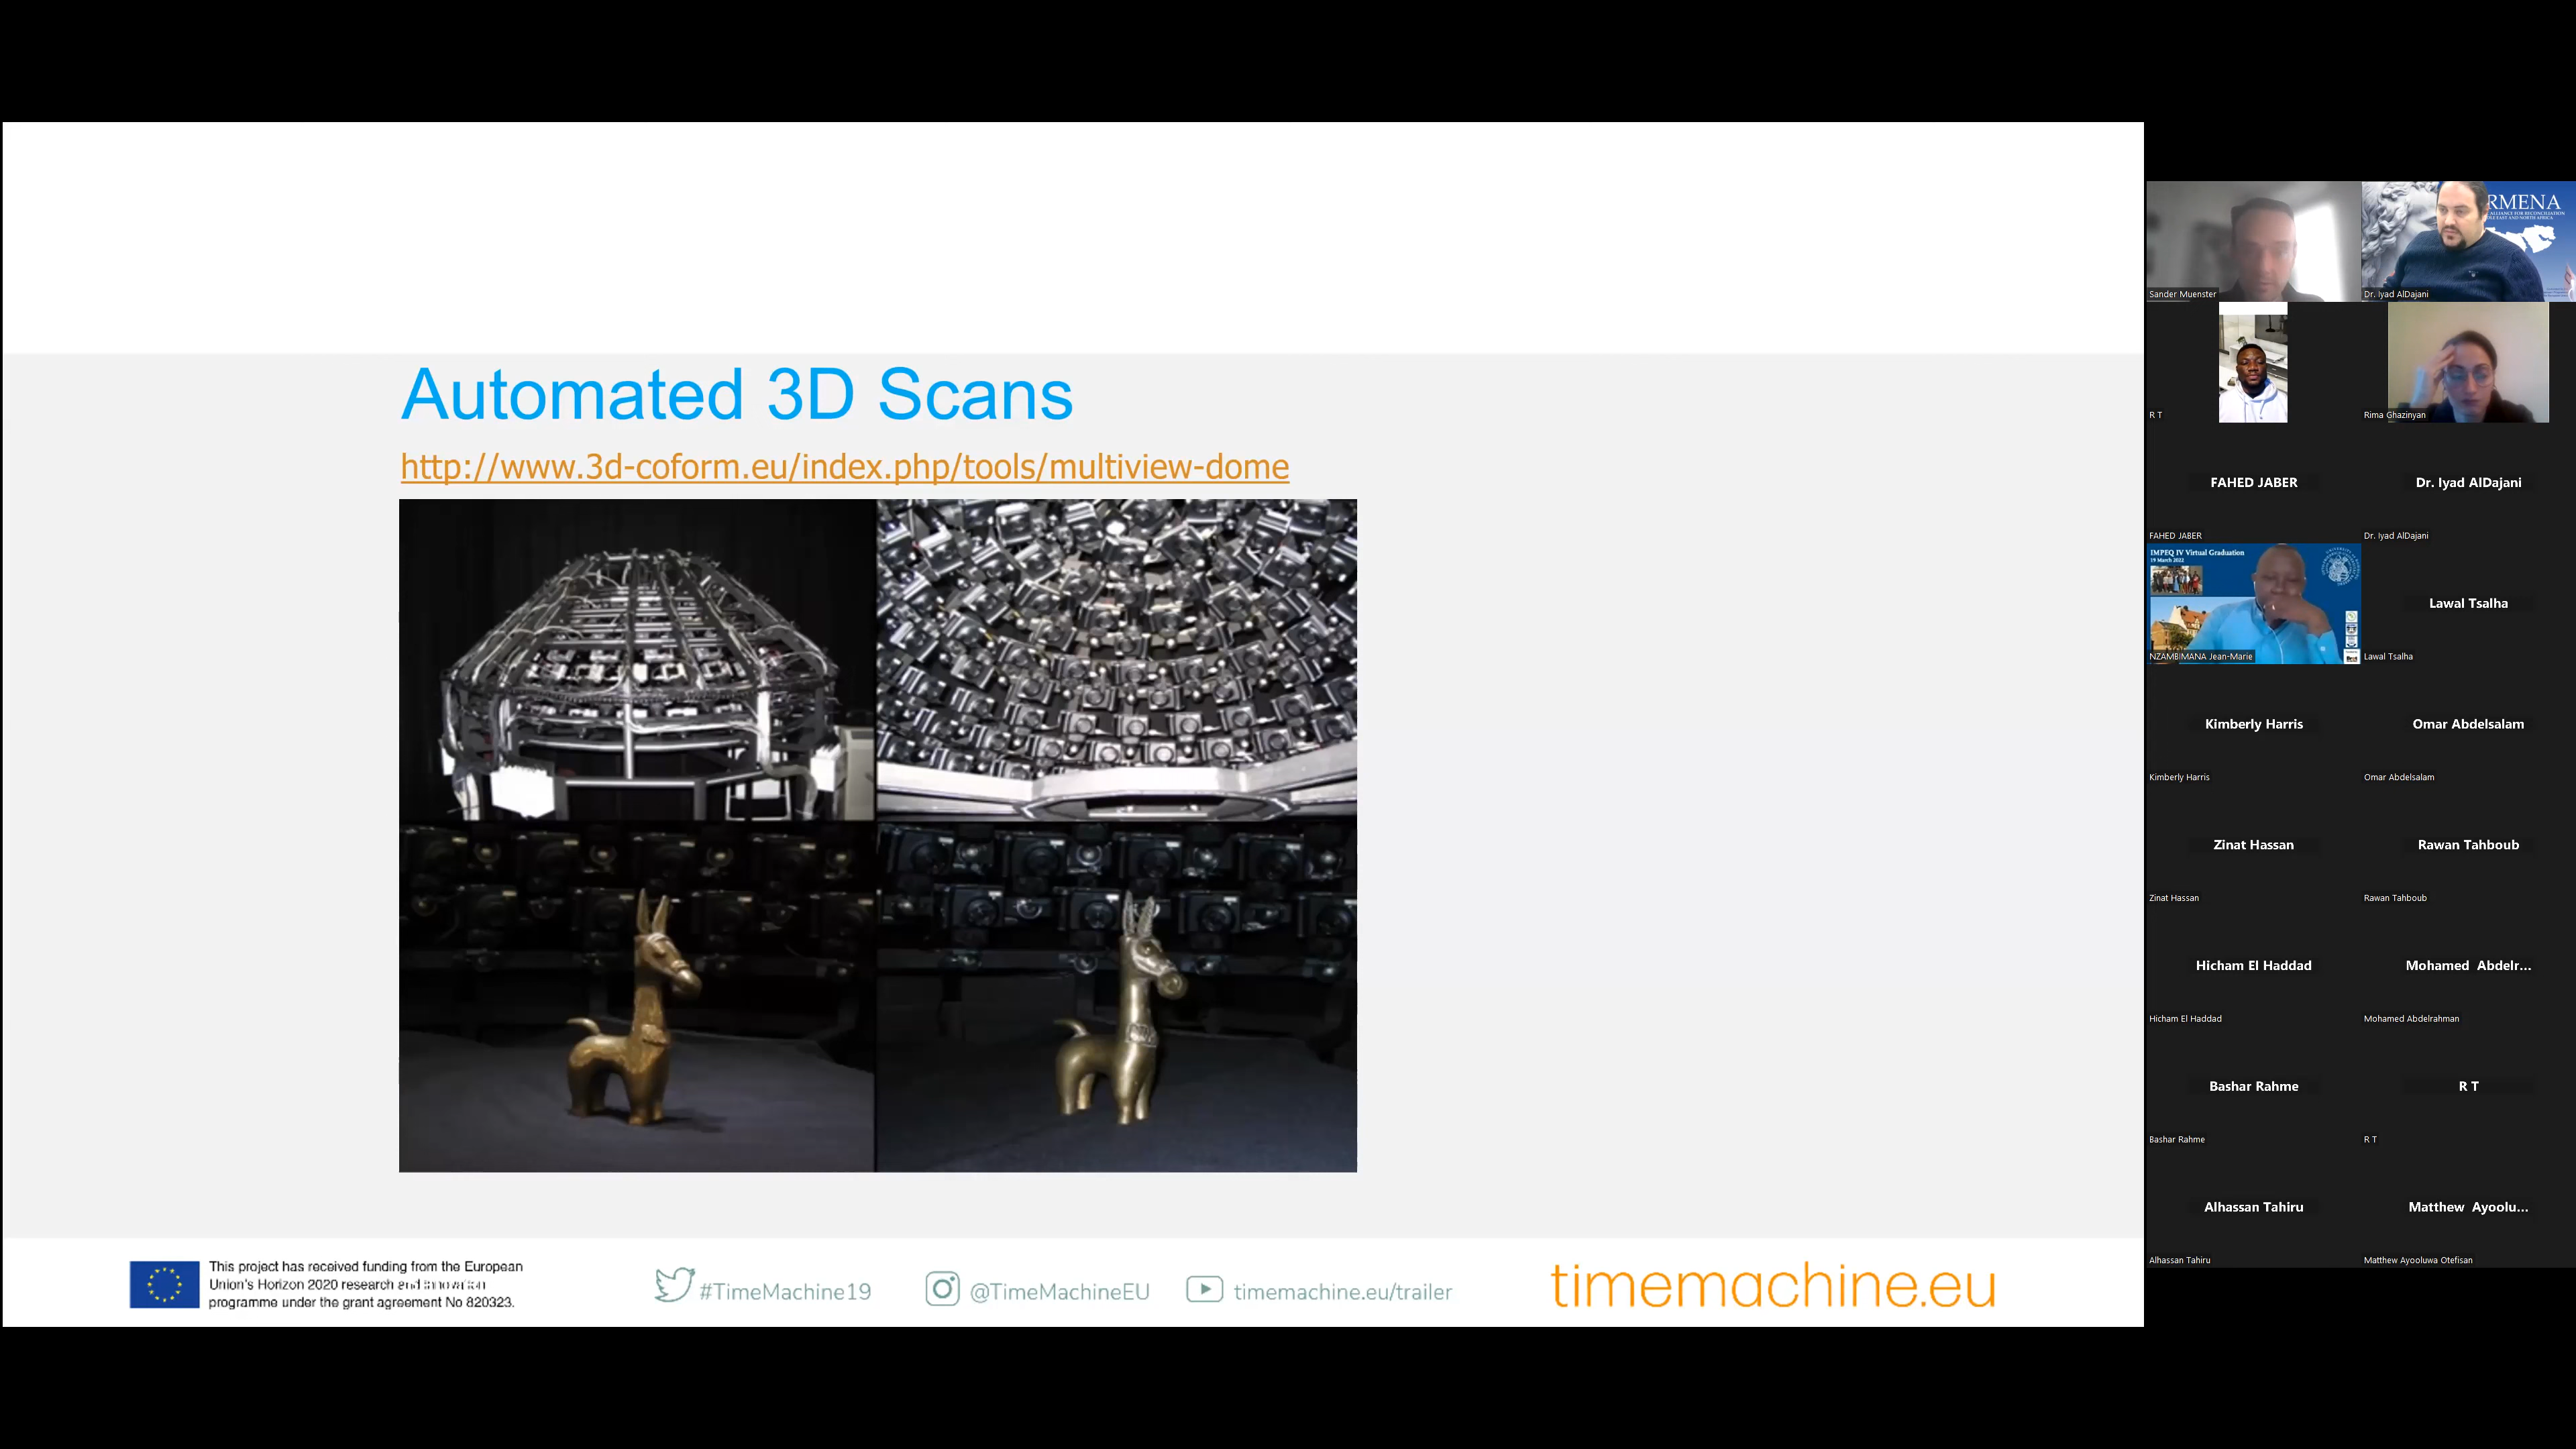 Automated 3D Scans
http://www.3d-coform.eu/index.php/tools/multiview-dome
This project has received funding from the European
Union's Horizon 2020 research and innovation
programme under the grant agreement No 820323.
#TimeMachine19
@TimeMachineEU
timemachine.eu/trailer
timemachine.eu
Sander Muenster
RMENA
Dr. Iyad AlDajani
R T
Rima Ghazinyan
FAHED JABER
FAHED JABER
Dr. Iyad AlDajani
Dr. Iyad AlDajani
IMPEQ IV Virtual Graduation
19 March 2022
NZAMBIMANA Jean-Marie
Lawal Tsalha
Lawal Tsalha
Kimberly Harris
Kimberly Harris
Omar Abdelsalam
Omar Abdelsalam
Zinat Hassan
Zinat Hassan
Rawan Tahboub
Rawan Tahboub
Hicham El Haddad
Hicham El Haddad
Mohamed Abdelr...
Mohamed Abdelrahman
Bashar Rahme
Bashar Rahme
R T
R T
Alhassan Tahiru
Alhassan Tahiru
Matthew Ayoolu...
Matthew Ayooluwa Otefisan